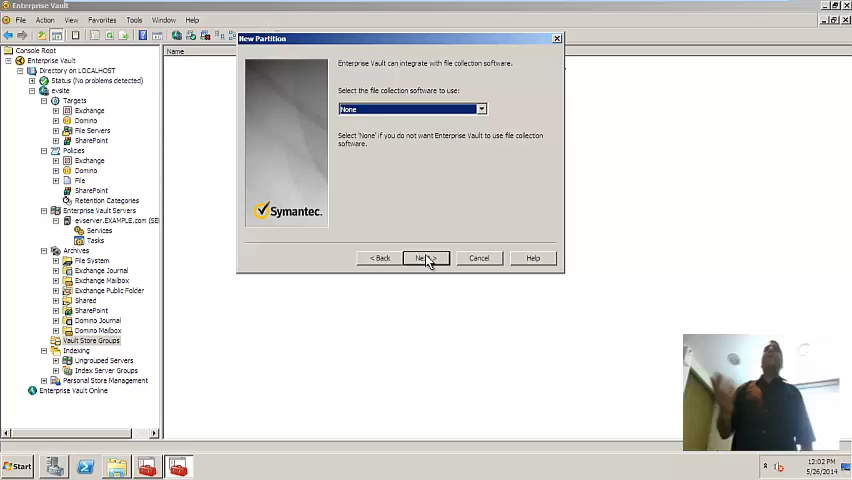 Enterprise Vault
File Action View Favorites Tools Window Help
Console Root
Enterprise Vault
Directory on LOCALHOST
Status (No problems detected)
evsite
Targets
Exchange
Domino
File Servers
SharePoint
Policies
Exchange
Domino
File
SharePoint
Retention Categories
Enterprise Vault Servers
evserver.EXAMPLE.com (SE
Services
Tasks
Archives
File System
Exchange Journal
Exchange Mailbox
Exchange Public Folder
Shared
SharePoint
Domino Journal
Domino Mailbox
Vault Store Groups
Indexing
Ungrouped Servers
Index Server Groups
Personal Store Management
Enterprise Vault Online
Name
New Partition
Enterprise Vault can integrate with file collection software.
Select the file collection software to use:
None
Select 'None' if you do not want Enterprise Vault to use file collection
software.
Symantec.
< Back
Cancel
Help
Start
12:02 PM
5/26/2014